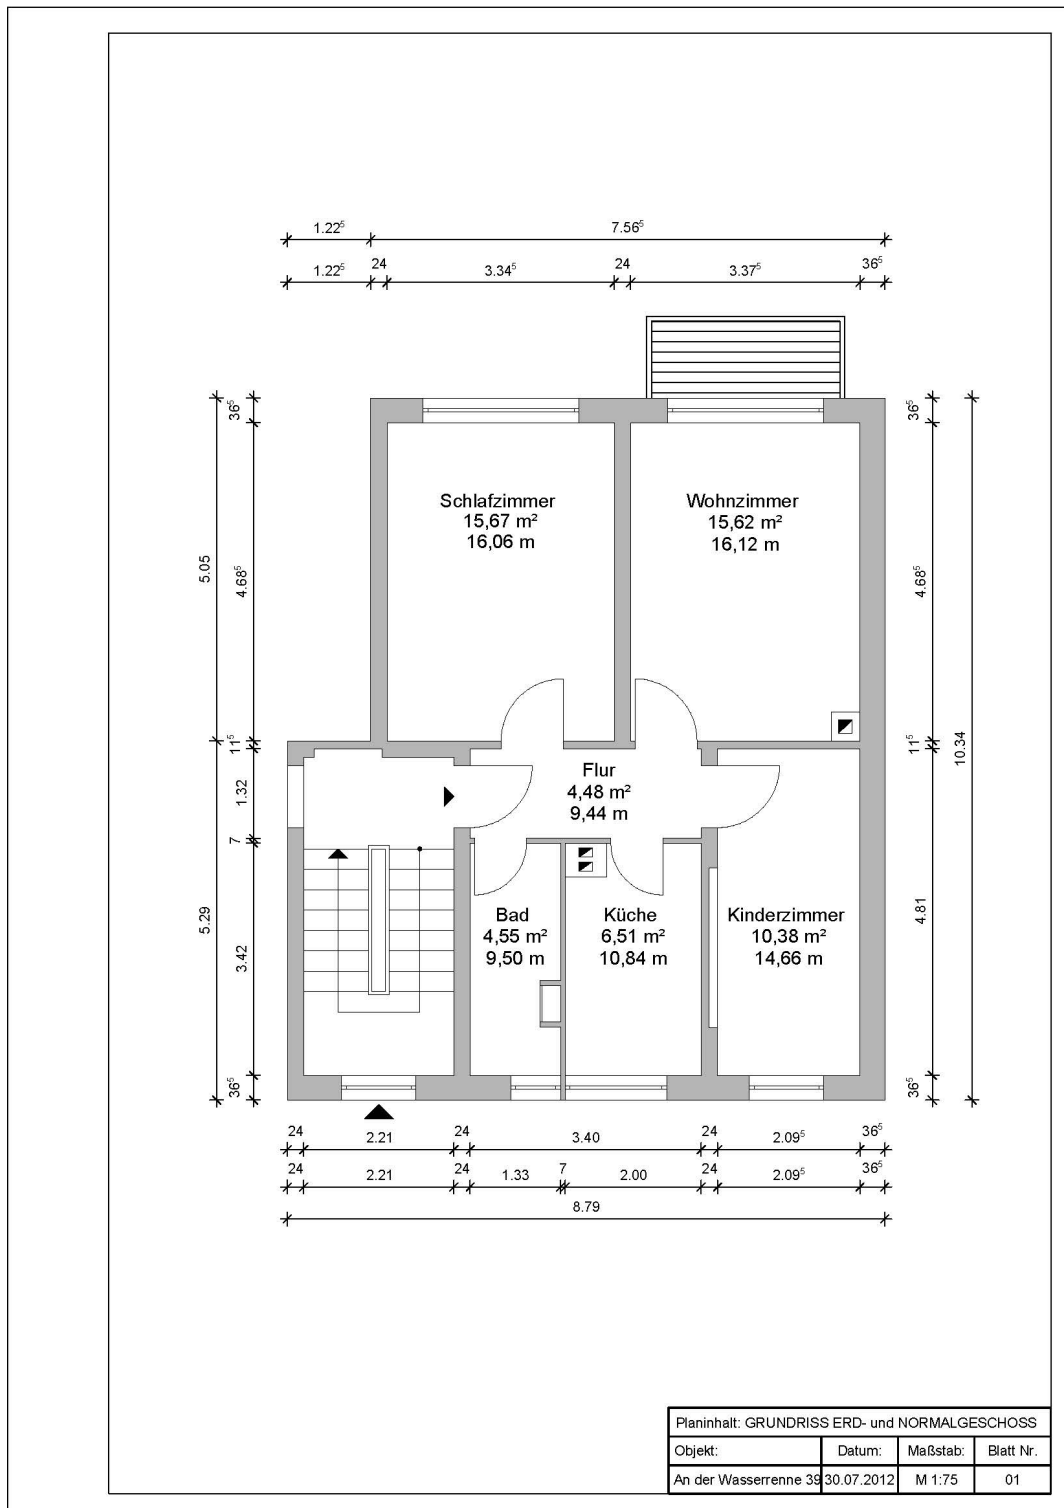 1.22⁵ 7.56⁵
1.22⁵ 24 3.34⁵ 24 3.37⁵ 36⁵
36⁵ 36⁵
Schlafzimmer
15,67 m²
16,06 m
Wohnzimmer
15,62 m²
16,12 m
5.05 4.68⁵ 4.68⁵
11⁵ 11⁵ 10.34
Flur
4,48 m²
9,44 m
1.32
7
Bad
4,55 m²
9,50 m
Küche
6,51 m²
10,84 m
Kinderzimmer
10,38 m²
14,66 m
5.29 3.42 4.81
36⁵ 36⁵
24 2.21 24 3.40 24 2.09⁵ 36⁵
24 2.21 24 1.33 7 2.00 24 2.09⁵ 36⁵
8.79
Planinhalt: GRUNDRISS ERD- und NORMALGESCHOSS
Objekt: Datum: Maßstab: Blatt Nr.
An der Wasserrenne 39 30.07.2012 M 1:75 01